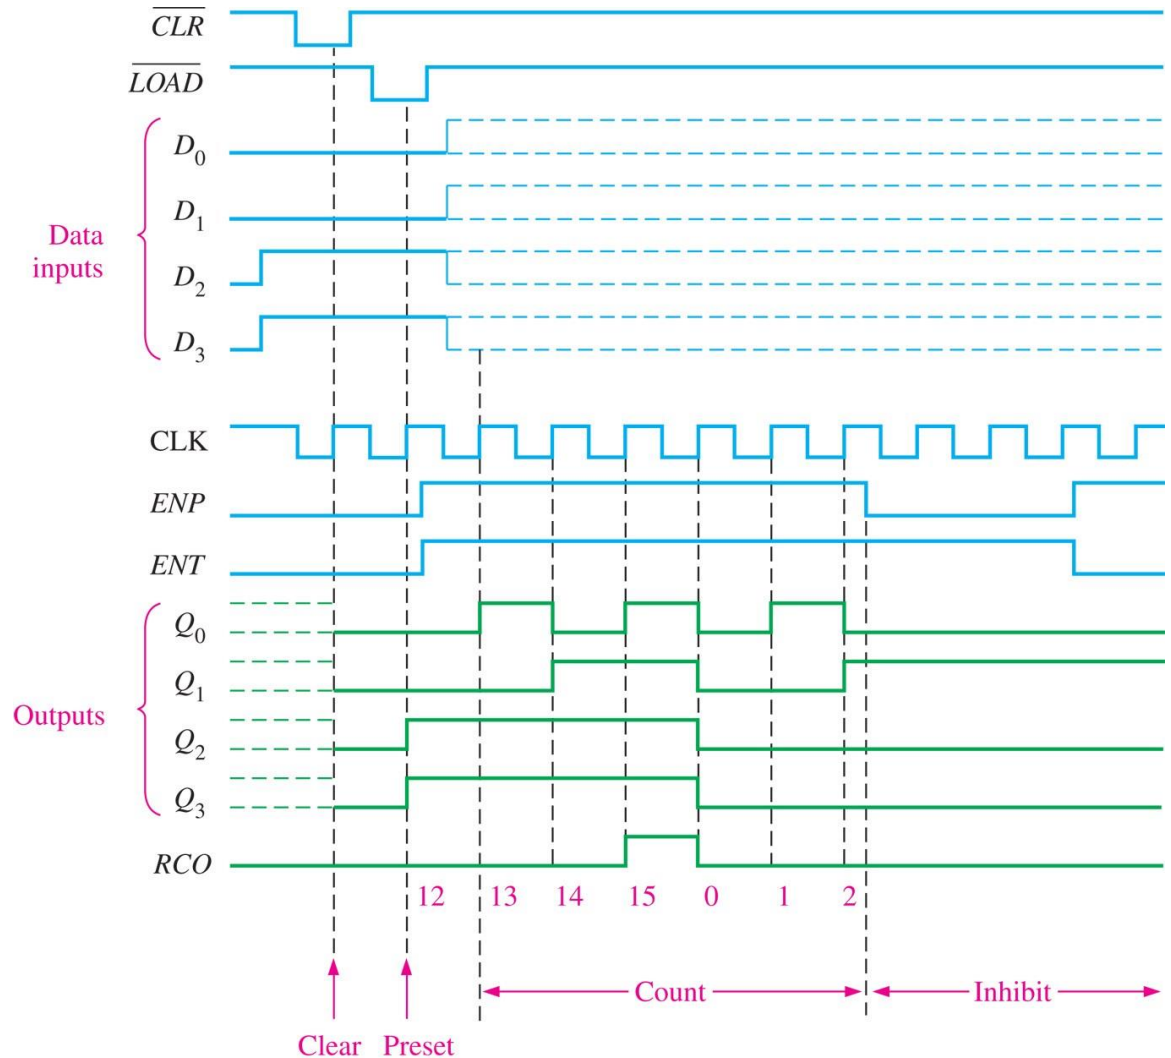 CLR
LOAD
D0
D1
Data
inputs
D2
D3
CLK
ENP
ENT
Q0
Q1
Outputs
Q2
Q3
RCO
12 13 14 15 0 1 2
Count Inhibit
Clear Preset